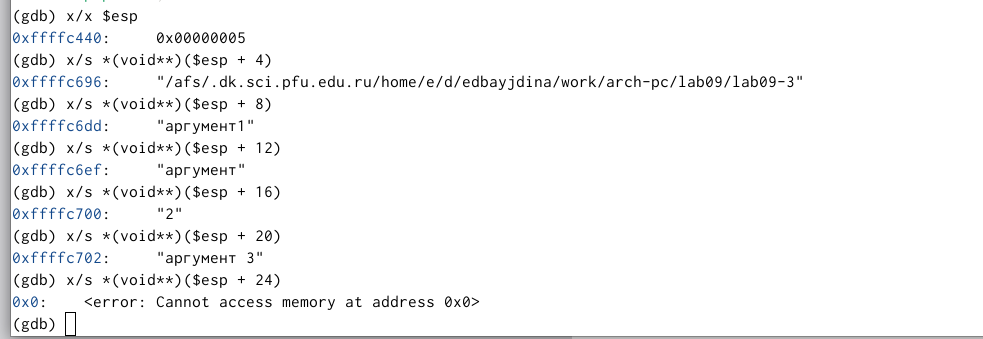 (gdb) x/x $esp
0xffffc440: 0x00000005
(gdb) x/s *(void**)($esp + 4)
0xffffc696: "/afs/.dk.sci.pfu.edu.ru/home/e/d/edbayjdina/work/arch-pc/lab09/lab09-3"
(gdb) x/s *(void**)($esp + 8)
0xffffc6dd: "аргумент1"
(gdb) x/s *(void**)($esp + 12)
0xffffc6ef: "аргумент"
(gdb) x/s *(void**)($esp + 16)
0xffffc700: "2"
(gdb) x/s *(void**)($esp + 20)
0xffffc702: "аргумент 3"
(gdb) x/s *(void**)($esp + 24)
0x0: <error: Cannot access memory at address 0x0>
(gdb)